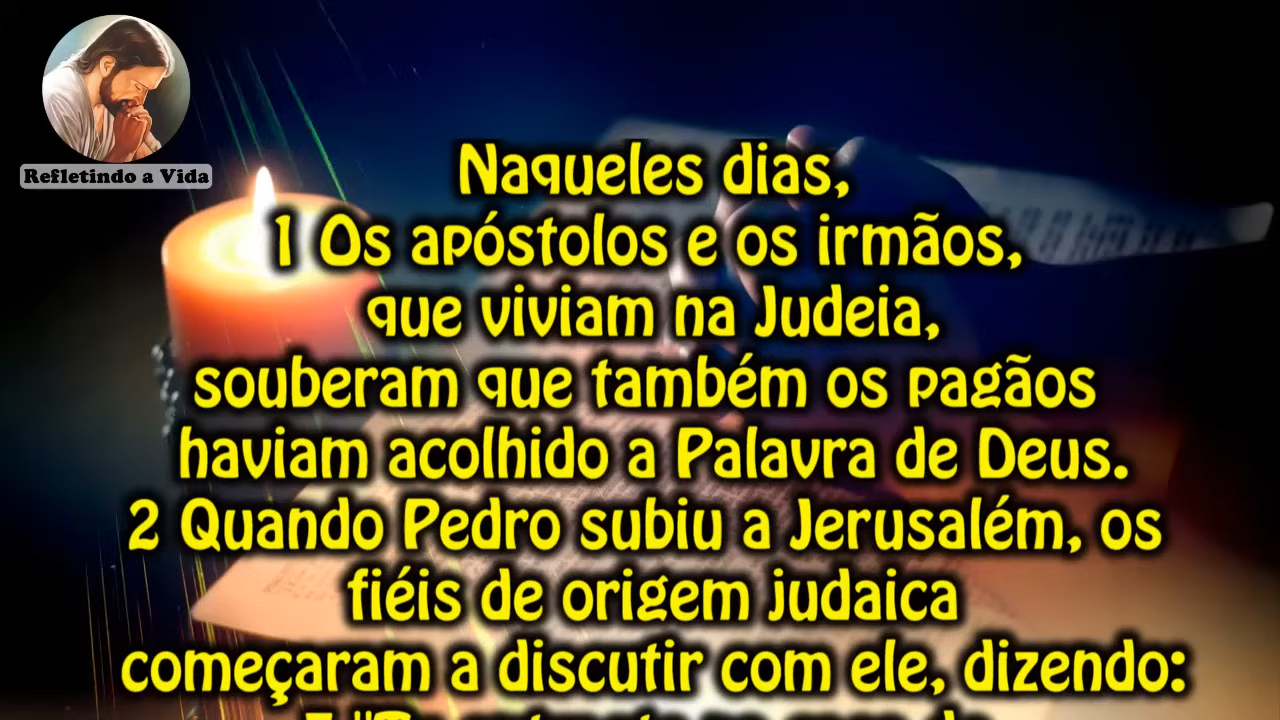 Refletindo a Vida
Naqueles dias,
1 Os apóstolos e os irmãos,
que viviam na Judeia,
souberam que também os pagãos
haviam acolhido a Palavra de Deus.
2 Quando Pedro subiu a Jerusalém, os
fiéis de origem judaica
começaram a discutir com ele, dizendo: